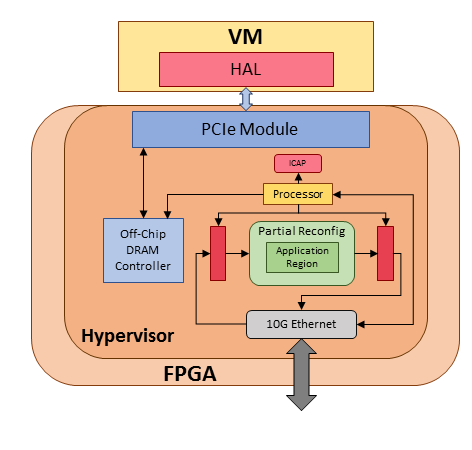 VM
HAL
PCIe Module
ICAP
Processor
Off-Chip
DRAM
Controller
Partial Reconfig
Application
Region
10G Ethernet
Hypervisor
FPGA